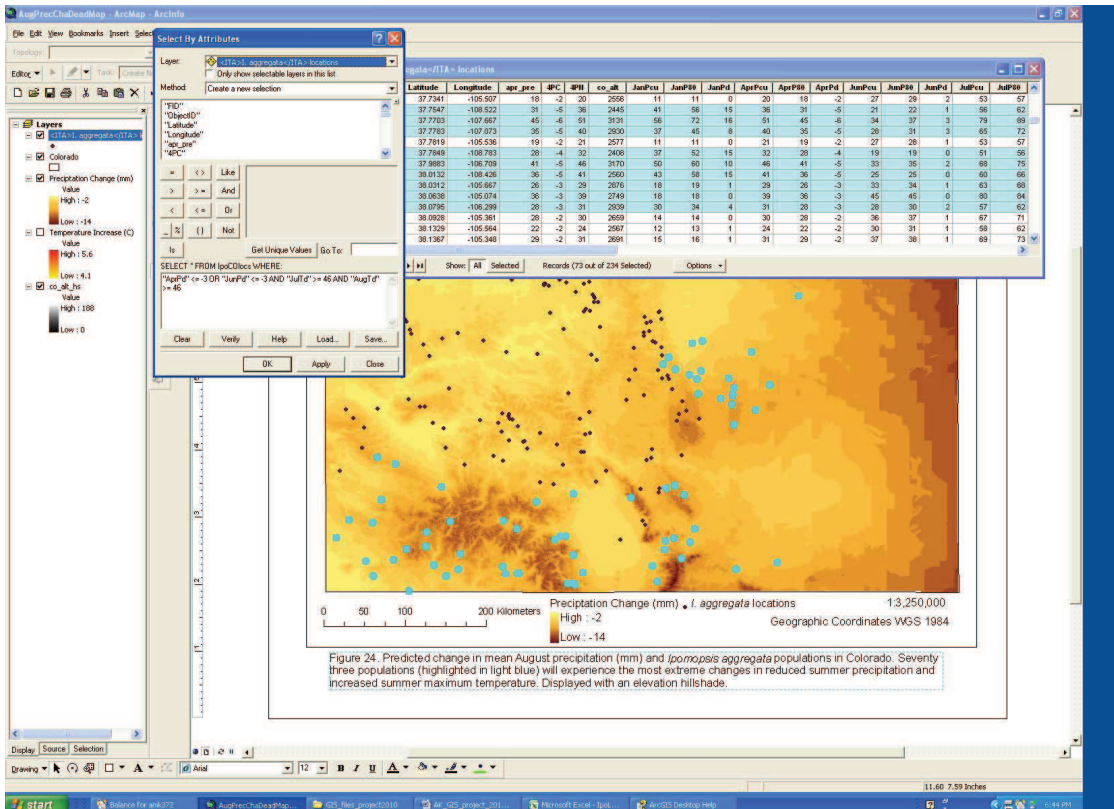 AugPrecChaDeadMap - ArcMap - ArcInfo
File Edit View Bookmarks Insert Selec
Topology:
Editor Task: Create N
Layers
<ITA>I. aggregata</ITA> l
Colorado
Preciptation Change (mm)
Value
High : -2
Low : -14
Temperature Increase (C)
Value
High : 5.6
Low : 4.1
co_alt_hs
Value
High : 188
Low : 0
Display Source Selection
Select By Attributes
Layer: <ITA>I. aggregata</ITA> locations
Only show selectable layers in this list
Method: Create a new selection
"FID"
"ObjectID"
"Latitude"
"Longitude"
"apr_pre"
"4PC"
= <> Like
> >= And
< <= Or
_ % () Not
Is Get Unique Values Go To:
SELECT * FROM IpoCOlocs WHERE:
"AprPd" <= -3 OR "JunPd" <= -3 AND "JulTd" >= 46 AND "AugTd"
>= 46
Clear Verify Help Load... Save...
OK Apply Close
egata</ITA> locations
Latitude Longitude apr_pre 4PC 4PH co_alt JanPcu JanP80 JanPd AprPcu AprP80 AprPd JunPcu JunP80 JunPd JulPcu JulP80
37.7341 -105.507 18 -2 20 2556 11 11 0 20 18 -2 27 29 2 53 57
37.7547 -108.522 31 -5 36 2445 41 56 15 36 31 -5 21 22 1 56 62
37.7703 -107.667 45 -6 51 3131 56 72 16 51 45 -6 34 37 3 79 89
37.7783 -107.073 35 -5 40 2930 37 45 8 40 35 -5 28 31 3 65 72
37.7819 -105.536 19 -2 21 2577 11 11 0 21 19 -2 27 28 1 53 57
37.7849 -108.783 28 -4 32 2408 37 52 15 32 28 -4 19 19 0 51 56
37.9883 -106.709 41 -5 46 3170 50 60 10 46 41 -5 33 35 2 68 75
38.0132 -108.426 36 -5 41 2560 43 58 15 41 36 -5 25 25 0 60 66
38.0312 -105.667 26 -3 29 2676 18 19 1 29 26 -3 33 34 1 63 68
38.0638 -105.074 36 -3 39 2749 18 18 0 39 36 -3 45 45 0 80 84
38.0795 -106.299 28 -3 31 2939 30 34 4 31 28 -3 28 30 2 57 62
38.0928 -105.361 28 -2 30 2659 14 14 0 30 28 -2 36 37 1 67 71
38.1329 -105.564 22 -2 24 2567 12 13 1 24 22 -2 30 31 1 58 62
38.1367 -105.348 29 -2 31 2691 15 16 1 31 29 -2 37 38 1 69 73
Show: All Selected Records (73 out of 234 Selected) Options
0 50 100 200 Kilometers
Preciptation Change (mm) I. aggregata locations
High : -2
Low : -14
1:3,250,000
Geographic Coordinates WGS 1984
Figure 24. Predicted change in mean August precipitation (mm) and Ipomopsis aggregata populations in Colorado. Seventy
three populations (highlighted in light blue) will experience the most extreme changes in reduced summer precipitation and
increased summer maximum temperature. Displayed with an elevation hillshade.
Drawing Arial 12 B I U A
11.60 7.59 Inches
start Balance for amk372 AugPrecChaDeadMap... GIS_files_project2010 AK_GIS_project_201... Microsoft Excel - IpoL... ArcGIS Desktop Help 6:44 PM